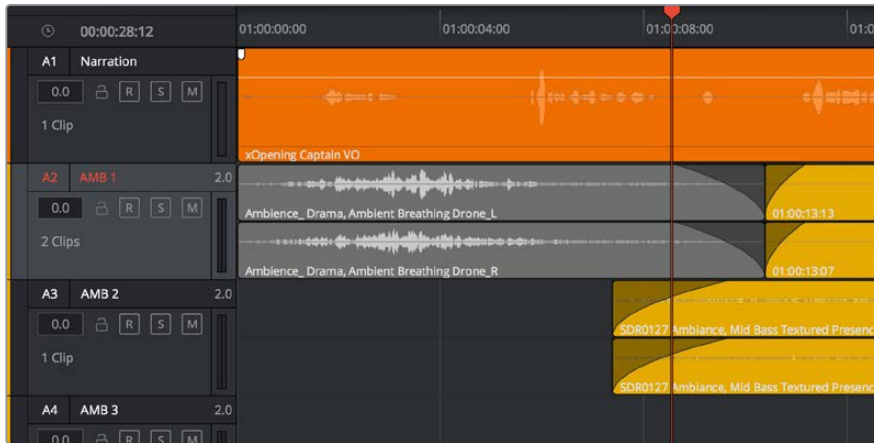 00:00:28:12
01:00:00:00
01:00:04:00
01:00:08:00
01:0
A1 Narration
0.0 R S M
1 Clip
xOpening Captain VO
A2 AMB 1 2.0
0.0 R S M
2 Clips
Ambience_ Drama, Ambient Breathing Drone_L
01:00:13:13
Ambience_ Drama, Ambient Breathing Drone_R
01:00:13:07
A3 AMB 2 2.0
0.0 R S M
1 Clip
SDR0127 Ambiance, Mid Bass Textured Presenc
SDR0127 Ambiance, Mid Bass Textured Presenc
A4 AMB 3 2.0
0.0 R S M